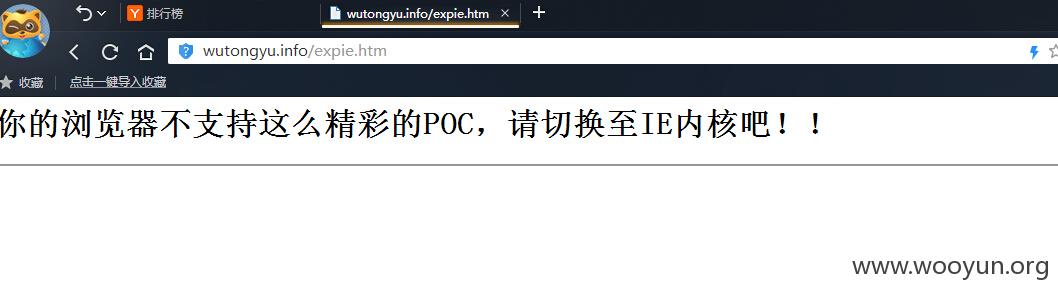 排行榜
wutongyu.info/expie.htm
wutongyu.info/expie.htm
收藏
点击一键导入收藏
你的浏览器不支持这么精彩的POC，请切换至IE内核吧！！
www.wooyun.org